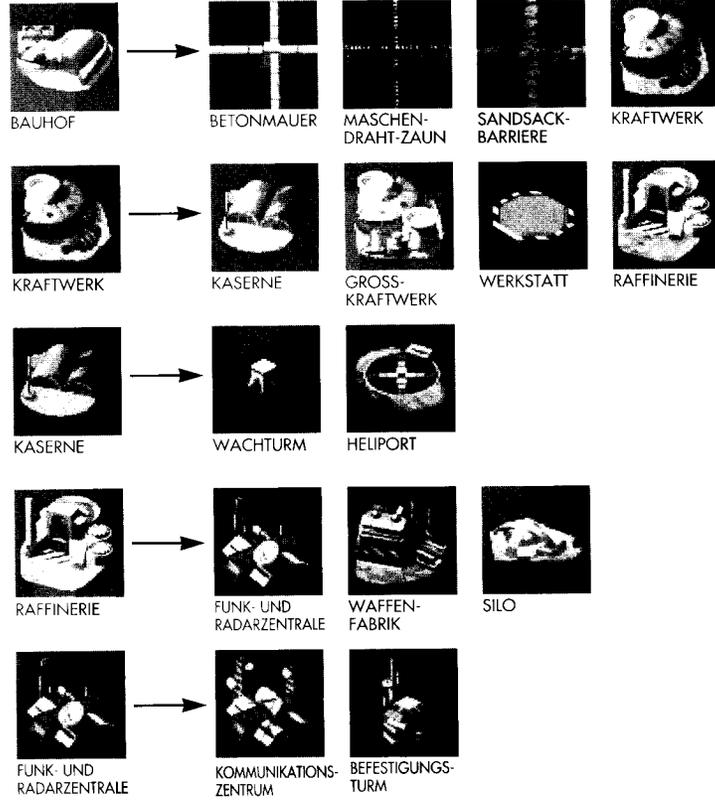 BAUHOF
BETONMAUER
MASCHEN-
DRAHT-ZAUN
SANDSACK-
BARRIERE
KRAFTWERK
KRAFTWERK
KASERNE
GROSS-
KRAFTWERK
WERKSTATT
RAFFINERIE
KASERNE
WACHTURM
HELIPORT
RAFFINERIE
FUNK- UND
RADARZENTRALE
WAFFEN-
FABRIK
SILO
FUNK- UND
RADARZENTRALE
KOMMUNIKATIONS-
ZENTRUM
BEFESTIGUNGS-
TURM